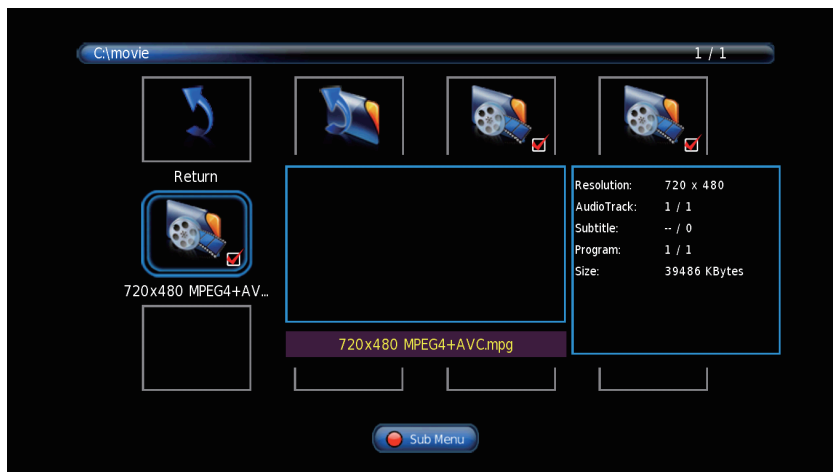 C:\movie 1 / 1
Return
720x480 MPEG4+AV...
Resolution: 720 x 480
AudioTrack: 1 / 1
Subtitle: -- / 0
Program: 1 / 1
Size: 39486 KBytes
720x480 MPEG4+AVC.mpg
Sub Menu